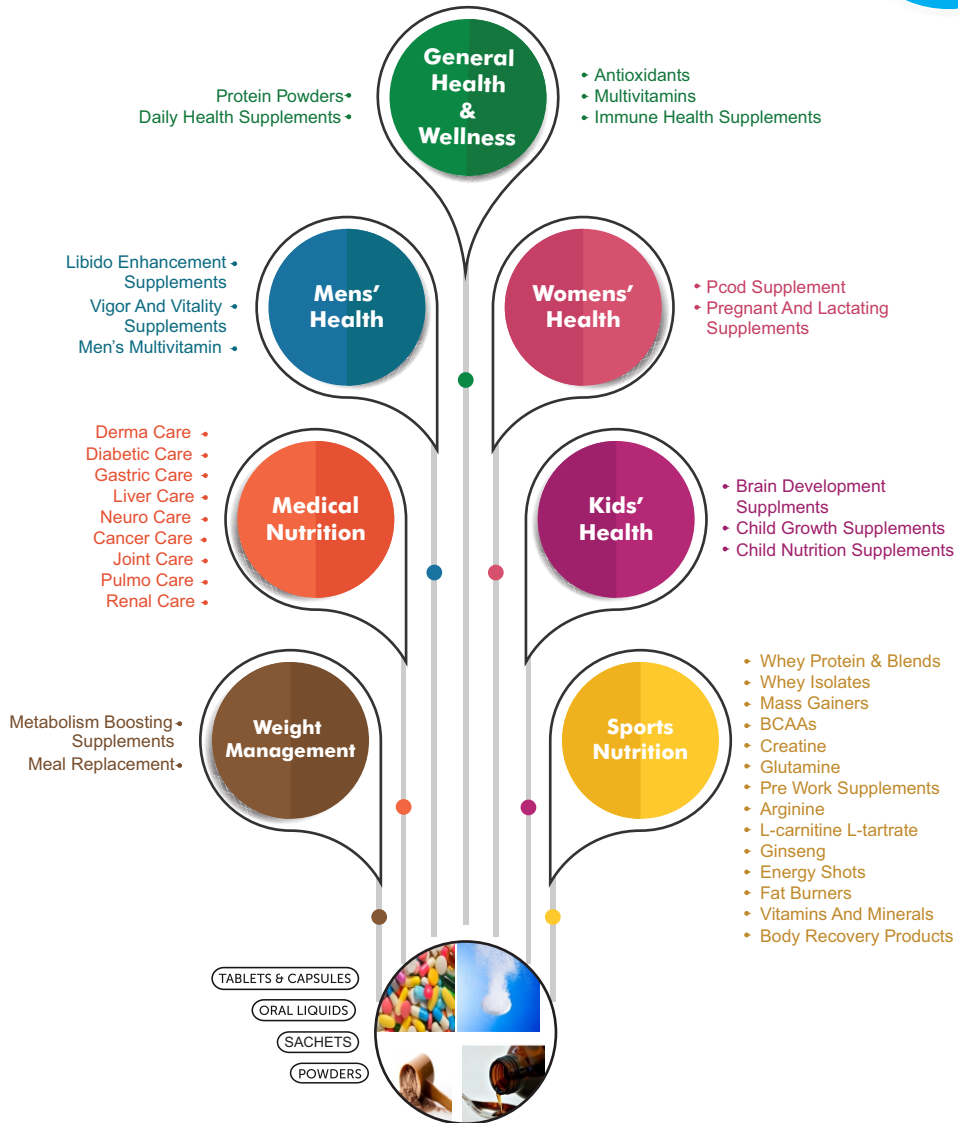 General
Health
&
Wellness
Protein Powders
Daily Health Supplements
Antioxidants
Multivitamins
Immune Health Supplements
Mens’
Health
Libido Enhancement
Supplements
Vigor And Vitality
Supplements
Men’s Multivitamin
Womens’
Health
Pcod Supplement
Pregnant And Lactating
Supplements
Medical
Nutrition
Derma Care
Diabetic Care
Gastric Care
Liver Care
Neuro Care
Cancer Care
Joint Care
Pulmo Care
Renal Care
Kids’
Health
Brain Development
Supplments
Child Growth Supplements
Child Nutrition Supplements
Weight
Management
Metabolism Boosting
Supplements
Meal Replacement
Sports
Nutrition
Whey Protein & Blends
Whey Isolates
Mass Gainers
BCAAs
Creatine
Glutamine
Pre Work Supplements
Arginine
L-carnitine L-tartrate
Ginseng
Energy Shots
Fat Burners
Vitamins And Minerals
Body Recovery Products
TABLETS & CAPSULES
ORAL LIQUIDS
SACHETS
POWDERS